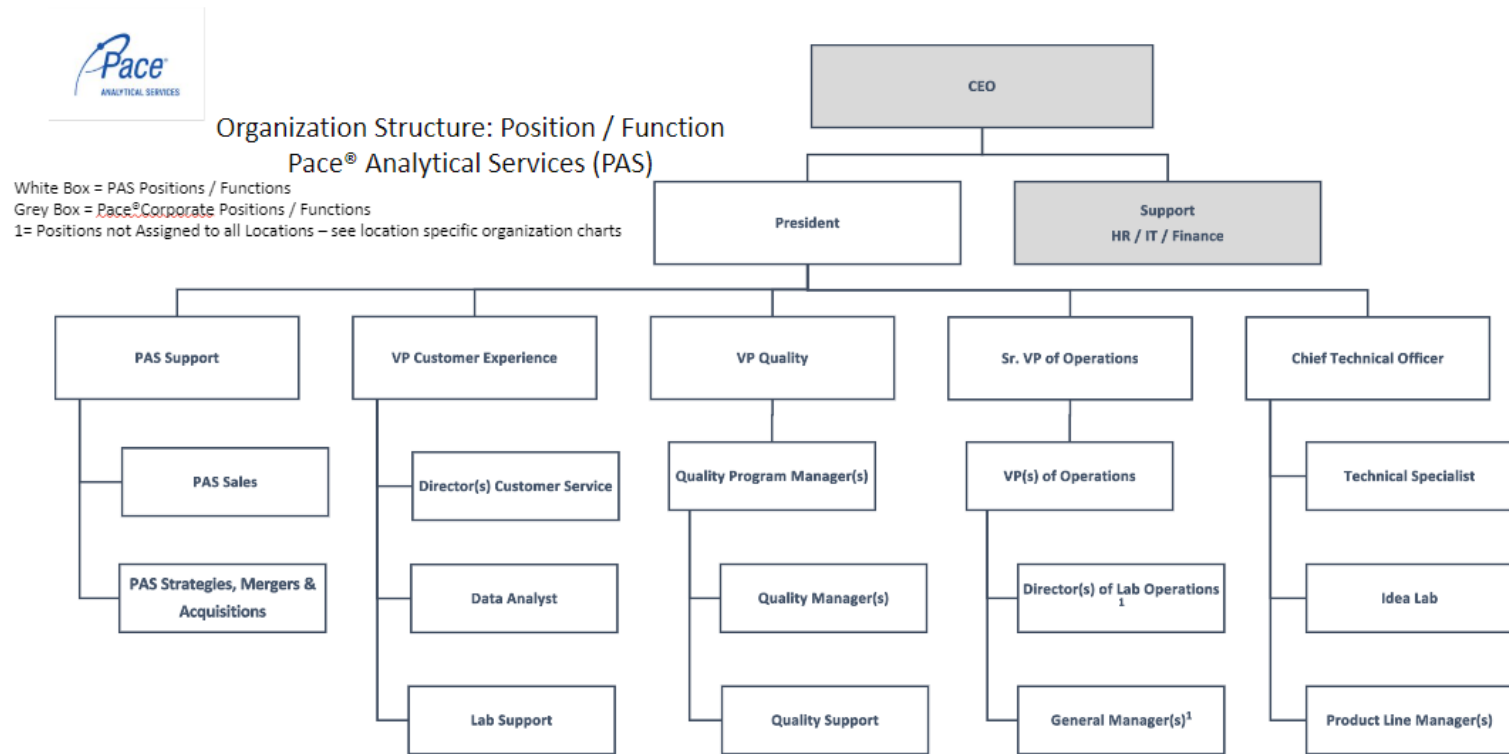 Pace®
ANALYTICAL SERVICES
Organization Structure: Position / Function
Pace® Analytical Services (PAS)
White Box = PAS Positions / Functions
Grey Box = Pace®Corporate Positions / Functions
1= Positions not Assigned to all Locations – see location specific organization charts
CEO
President
Support
HR / IT / Finance
PAS Support
VP Customer Experience
VP Quality
Sr. VP of Operations
Chief Technical Officer
PAS Sales
Director(s) Customer Service
Quality Program Manager(s)
VP(s) of Operations
Technical Specialist
PAS Strategies, Mergers &
Acquisitions
Data Analyst
Quality Manager(s)
Director(s) of Lab Operations
1
Idea Lab
Lab Support
Quality Support
General Manager(s)1
Product Line Manager(s)